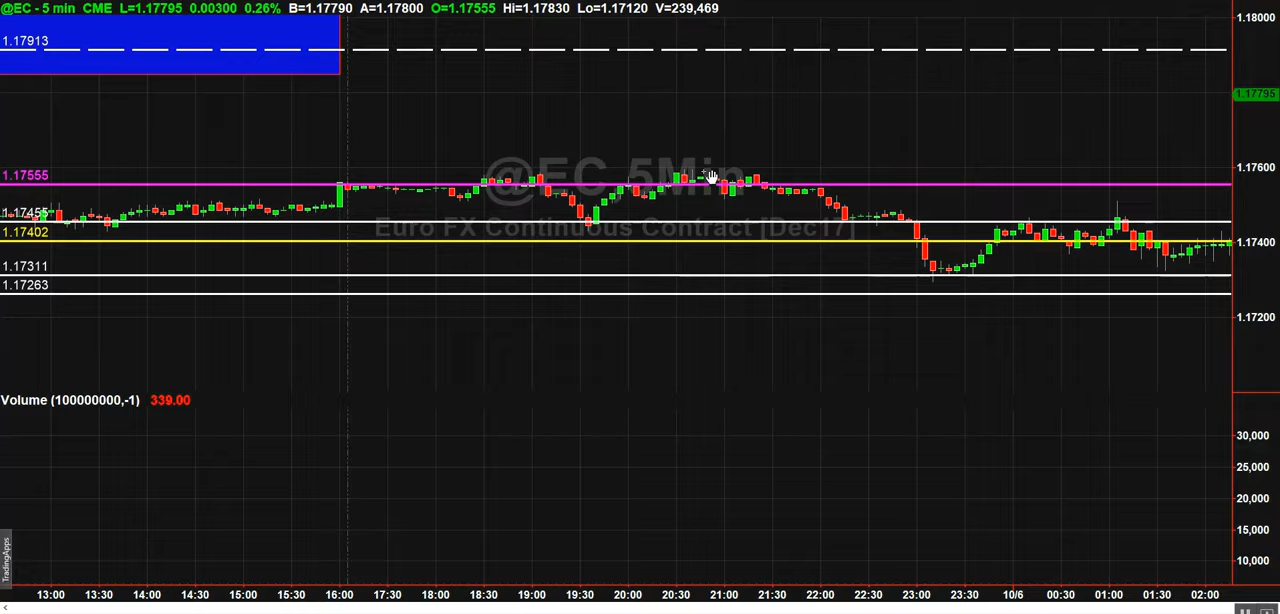 @EC - 5 min CME L=1.17795 0.00300 0.26% B=1.17790 A=1.17800 O=1.17555 Hi=1.17830 Lo=1.17120 V=239,469
1.18000
1.17913
1.17795
@EC,5Min
1.17600
1.17555
1.17455
Euro FX Continuous Contract [Dec17]
1.17402
1.17400
1.17311
1.17263
1.17200
Volume (100000000,-1) 339.00
30,000
25,000
20,000
15,000
10,000
TradingApps
13:00 13:30 14:00 14:30 15:00 15:30 16:00 17:30 18:00 18:30 19:00 19:30 20:00 20:30 21:00 21:30 22:00 22:30 23:00 23:30 10/6 00:30 01:00 01:30 02:00